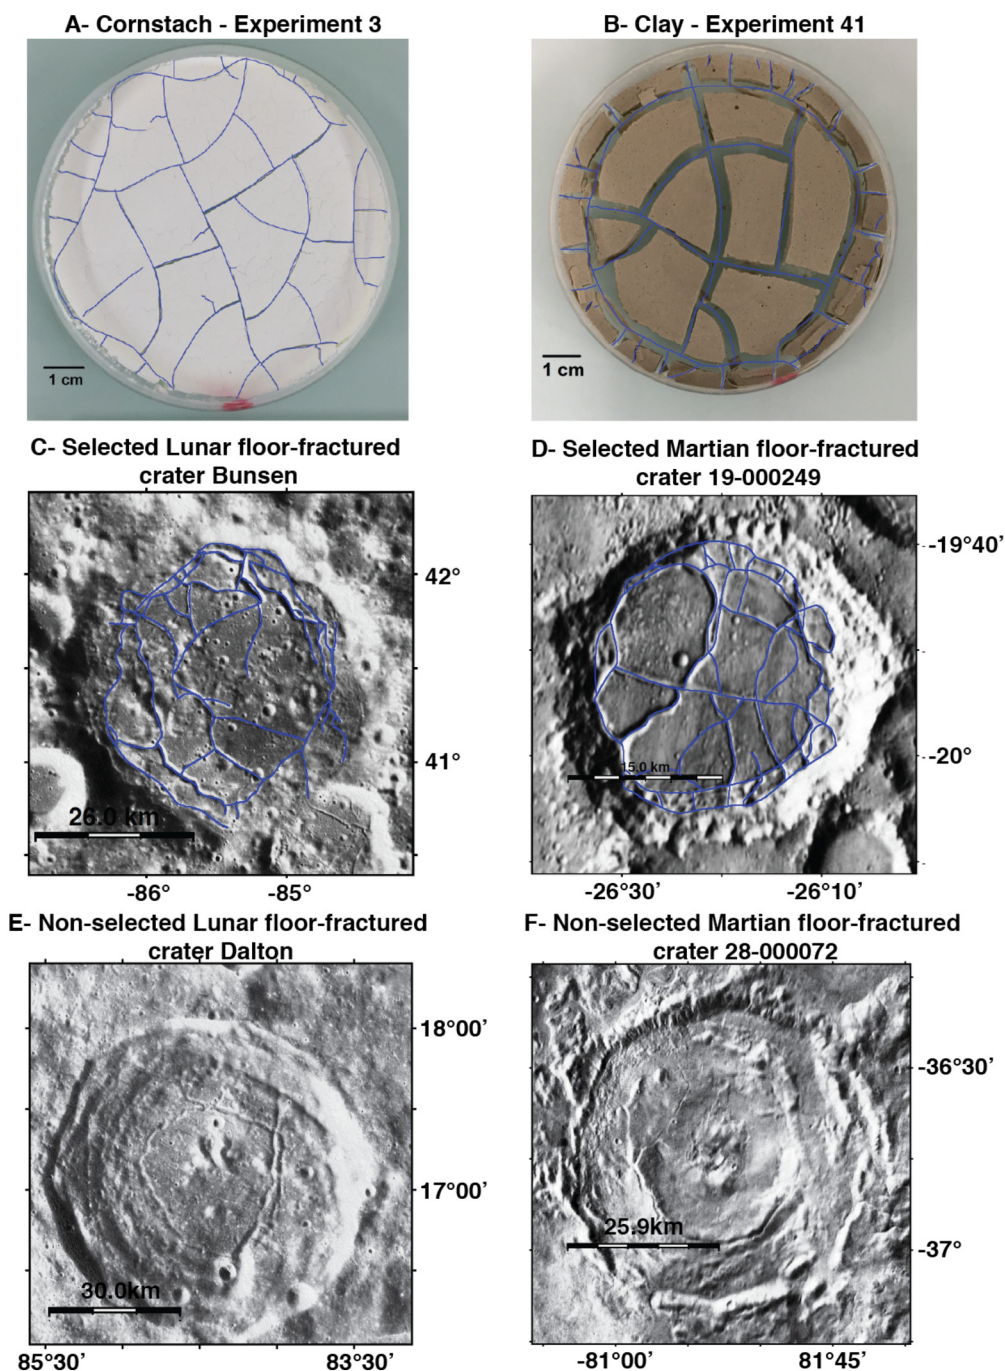 A- Cornstach - Experiment 3
B- Clay - Experiment 41
1 cm
1 cm
C- Selected Lunar floor-fractured
crater Bunsen
D- Selected Martian floor-fractured
crater 19-000249
42°
41°
26.0 km
-86°
-85°
-19°40'
-20°
15.0 km
-26°30'
-26°10'
E- Non-selected Lunar floor-fractured
crater Dalton
F- Non-selected Martian floor-fractured
crater 28-000072
18°00'
17°00'
30.0km
85°30'
83°30'
-36°30'
-37°
25.9km
-81°00'
81°45'